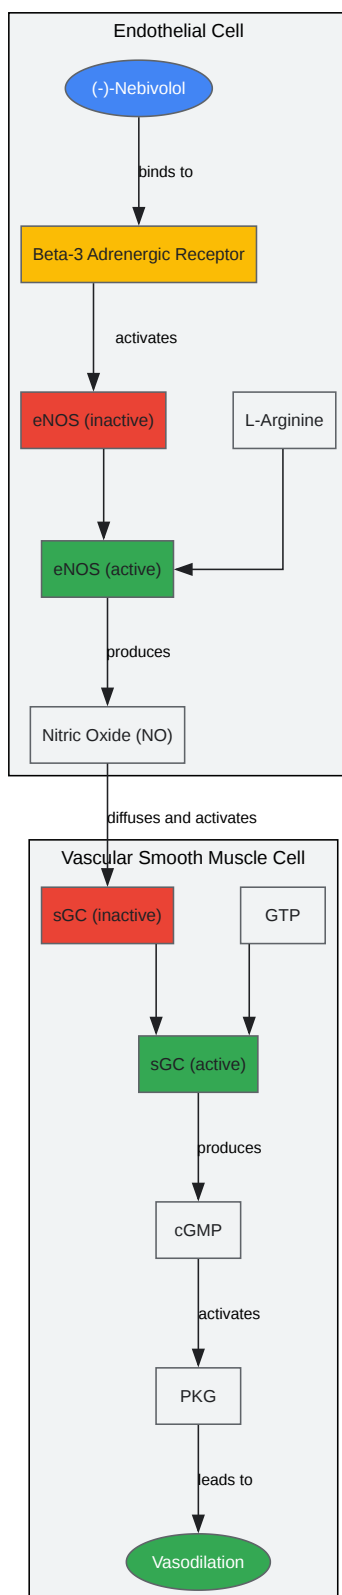 Endothelial Cell
(-)-Nebivolol
binds to
Beta-3 Adrenergic Receptor
activates
eNOS (inactive)
L-Arginine
eNOS (active)
produces
Nitric Oxide (NO)
diffuses and activates
Vascular Smooth Muscle Cell
sGC (inactive)
GTP
sGC (active)
produces
cGMP
activates
PKG
leads to
Vasodilation